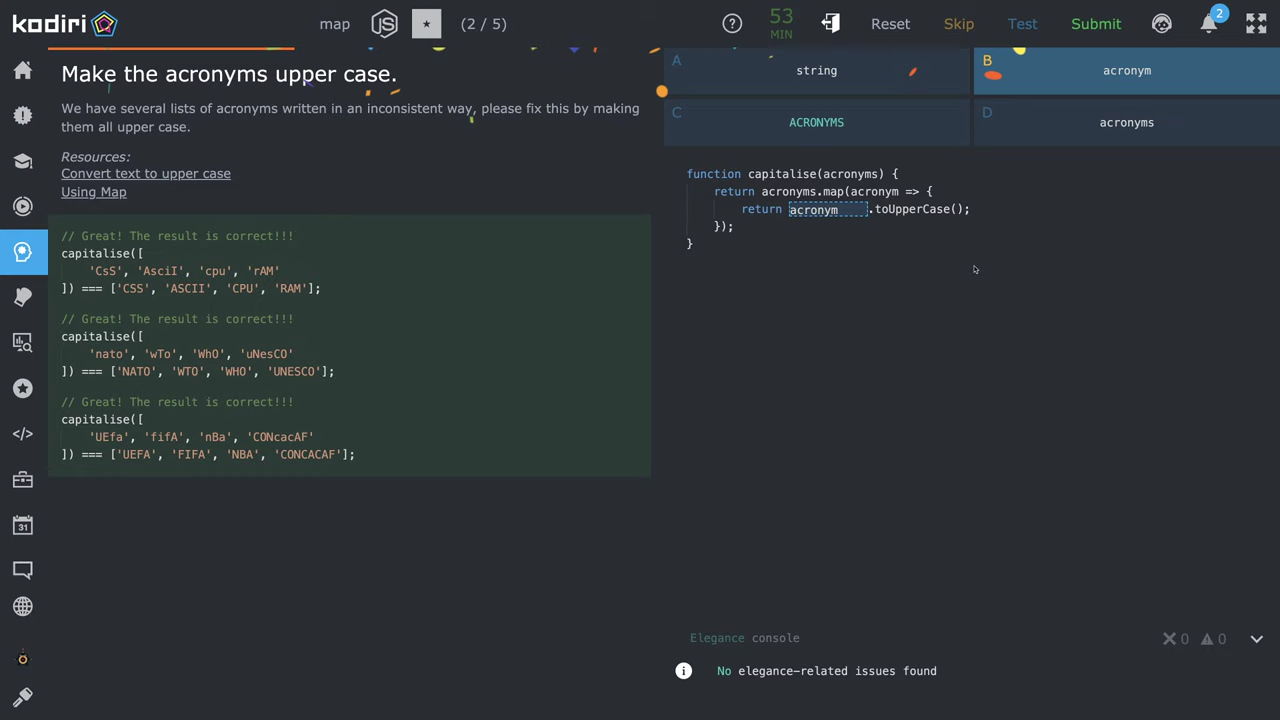 kodiri
map
JS
★
(2 / 5)
53
MIN
Reset
Skip
Test
Submit
2
Make the acronyms upper case.
We have several lists of acronyms written in an inconsistent way, please fix this by making
them all upper case.
Resources:
Convert text to upper case
Using Map
// Great! The result is correct!!!
capitalise([
'CsS', 'AsciI', 'cpu', 'rAM'
]) === ['CSS', 'ASCII', 'CPU', 'RAM'];
// Great! The result is correct!!!
capitalise([
'nato', 'wTo', 'WhO', 'uNesCO'
]) === ['NATO', 'WTO', 'WHO', 'UNESCO'];
// Great! The result is correct!!!
capitalise([
'UEfa', 'fifA', 'nBa', 'CONcacAF'
]) === ['UEFA', 'FIFA', 'NBA', 'CONCACAF'];
31
A
string
B
acronym
C
ACRONYMS
D
acronyms
function capitalise(acronyms) {
return acronyms.map(acronym => {
return acronym.toUpperCase();
});
}
Elegance console
0
0
No elegance-related issues found